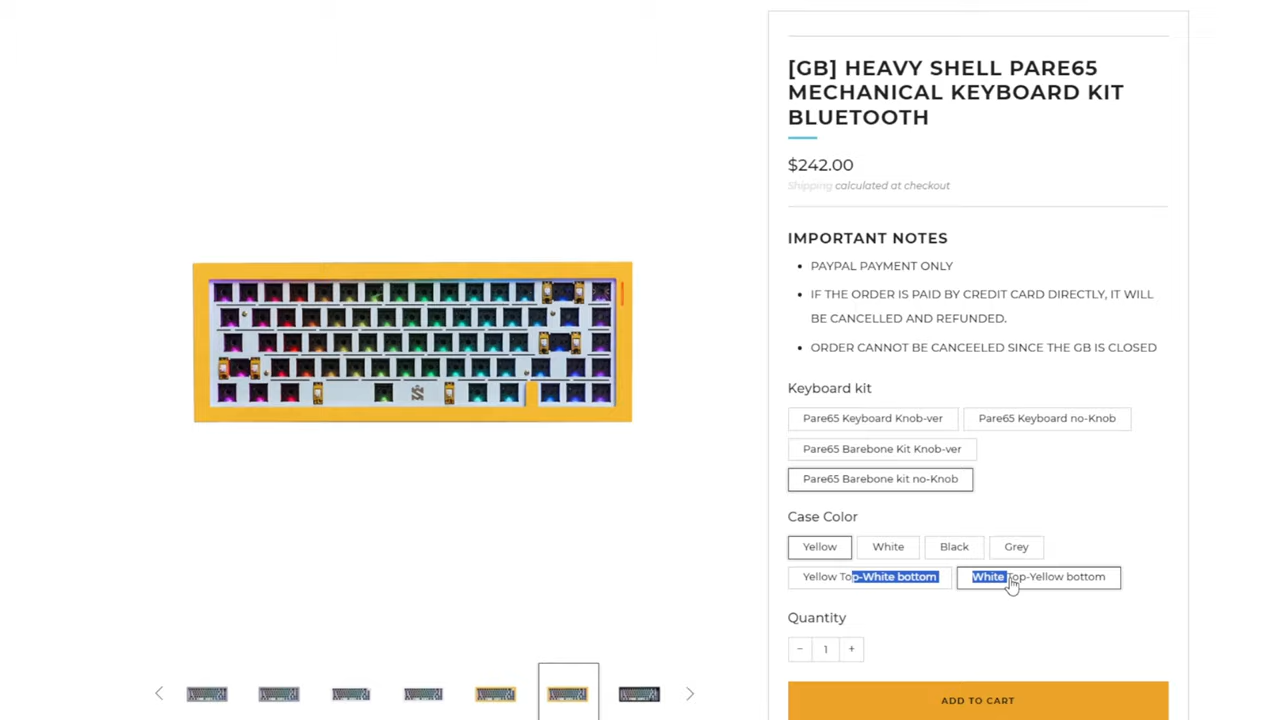 [GB] HEAVY SHELL PARE65
MECHANICAL KEYBOARD KIT
BLUETOOTH
$242.00
Shipping calculated at checkout
IMPORTANT NOTES
PAYPAL PAYMENT ONLY
IF THE ORDER IS PAID BY CREDIT CARD DIRECTLY, IT WILL
BE CANCELLED AND REFUNDED.
ORDER CANNOT BE CANCEELED SINCE THE GB IS CLOSED
Keyboard kit
Pare65 Keyboard Knob-ver Pare65 Keyboard no-Knob
Pare65 Barebone Kit Knob-ver
Pare65 Barebone kit no-Knob
Case Color
Yellow White Black Grey
Yellow Top-White bottom White Top-Yellow bottom
Quantity
− 1 +
ADD TO CART